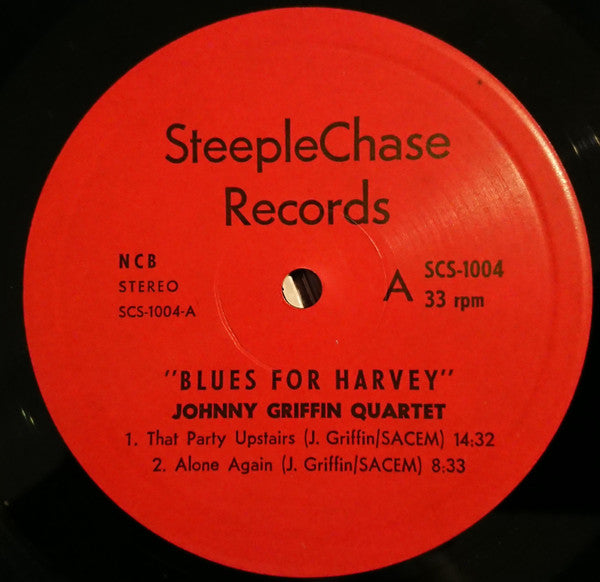 SteepleChase
Records
NCB
STEREO
SCS-1004-A
A
SCS-1004
33 rpm
"BLUES FOR HARVEY"
JOHNNY GRIFFIN QUARTET
1. That Party Upstairs (J. Griffin/SACEM) 14:32
2. Alone Again (J. Griffin/SACEM) 8:33